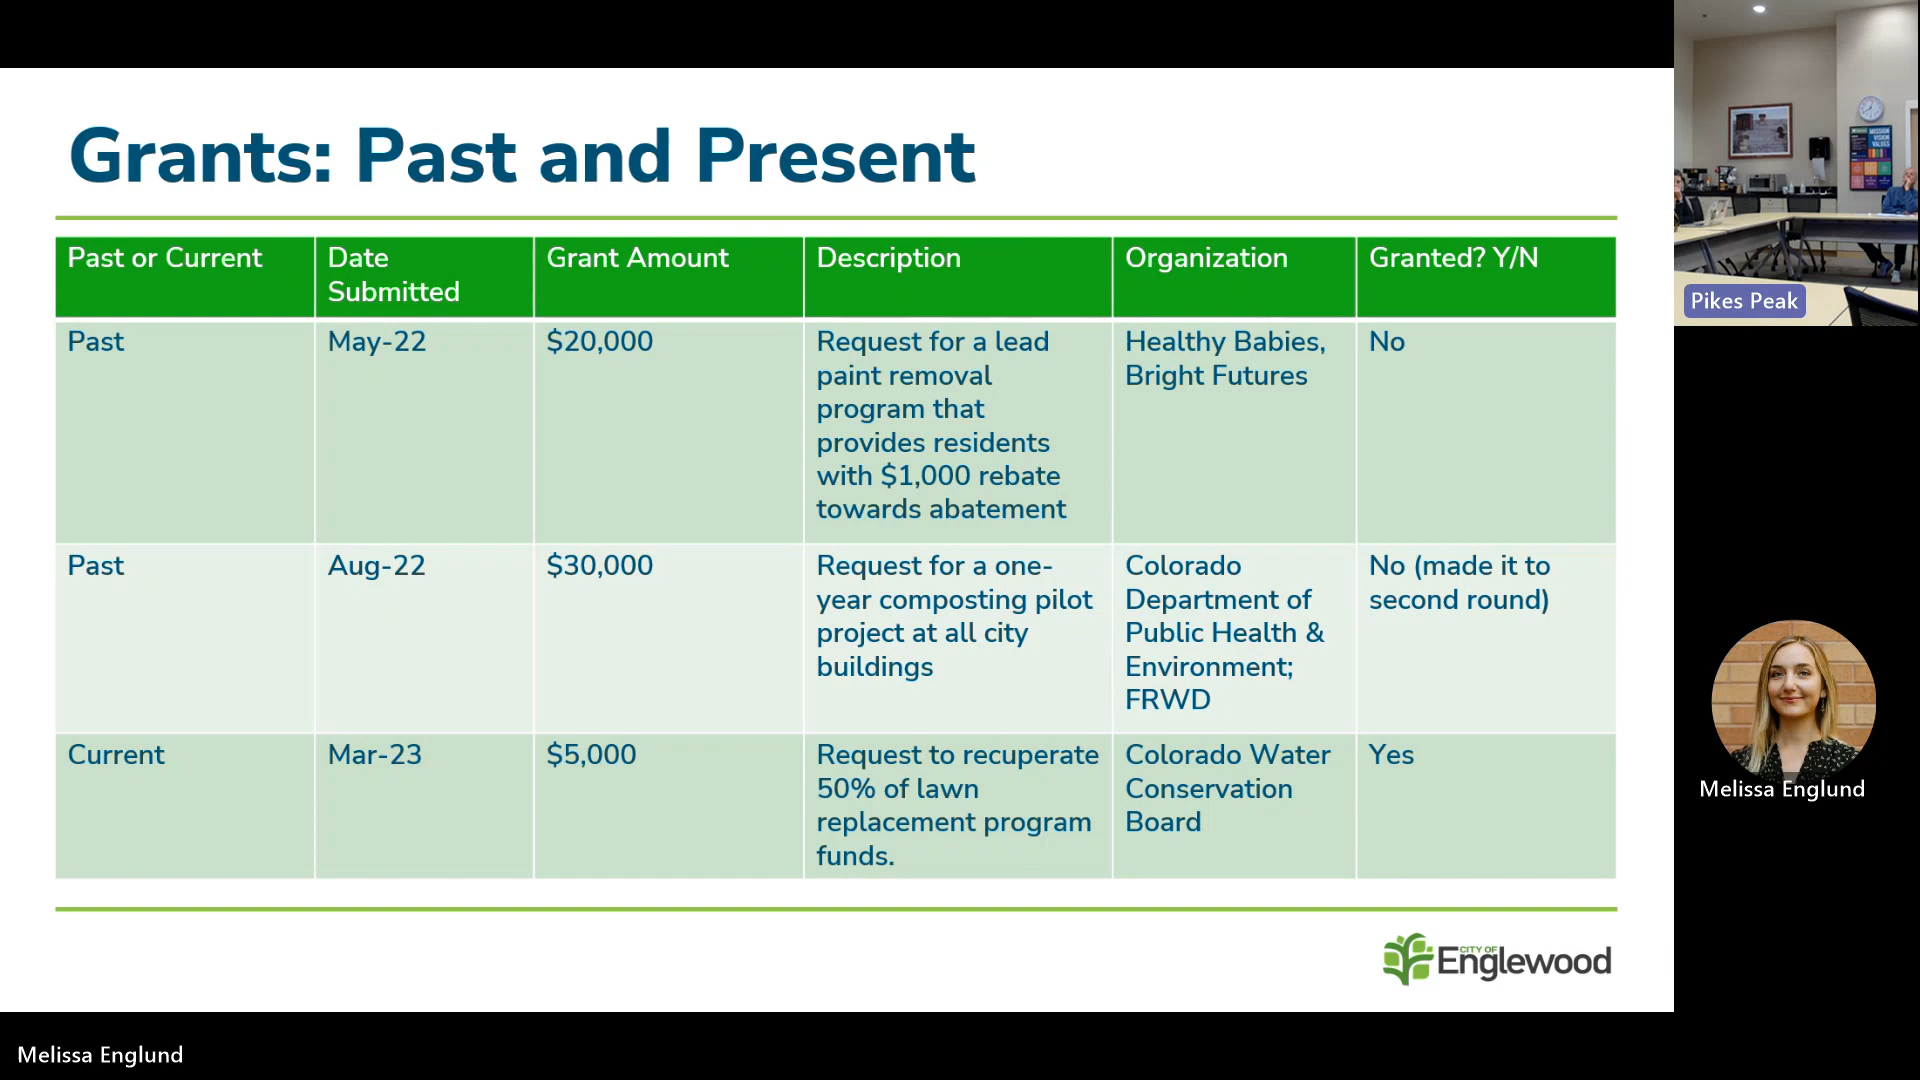 Grants: Past and Present
Past or Current
Date
Submitted
Grant Amount
Description
Organization
Granted? Y/N
Past
May-22
$20,000
Request for a lead
paint removal
program that
provides residents
with $1,000 rebate
towards abatement
Healthy Babies,
Bright Futures
No
Past
Aug-22
$30,000
Request for a one-
year composting pilot
project at all city
buildings
Colorado
Department of
Public Health &
Environment;
FRWD
No (made it to
second round)
Current
Mar-23
$5,000
Request to recuperate
50% of lawn
replacement program
funds.
Colorado Water
Conservation
Board
Yes
CITY OF
Englewood
MISSION
VISION
VALUES
Pikes Peak
Melissa Englund
Melissa Englund